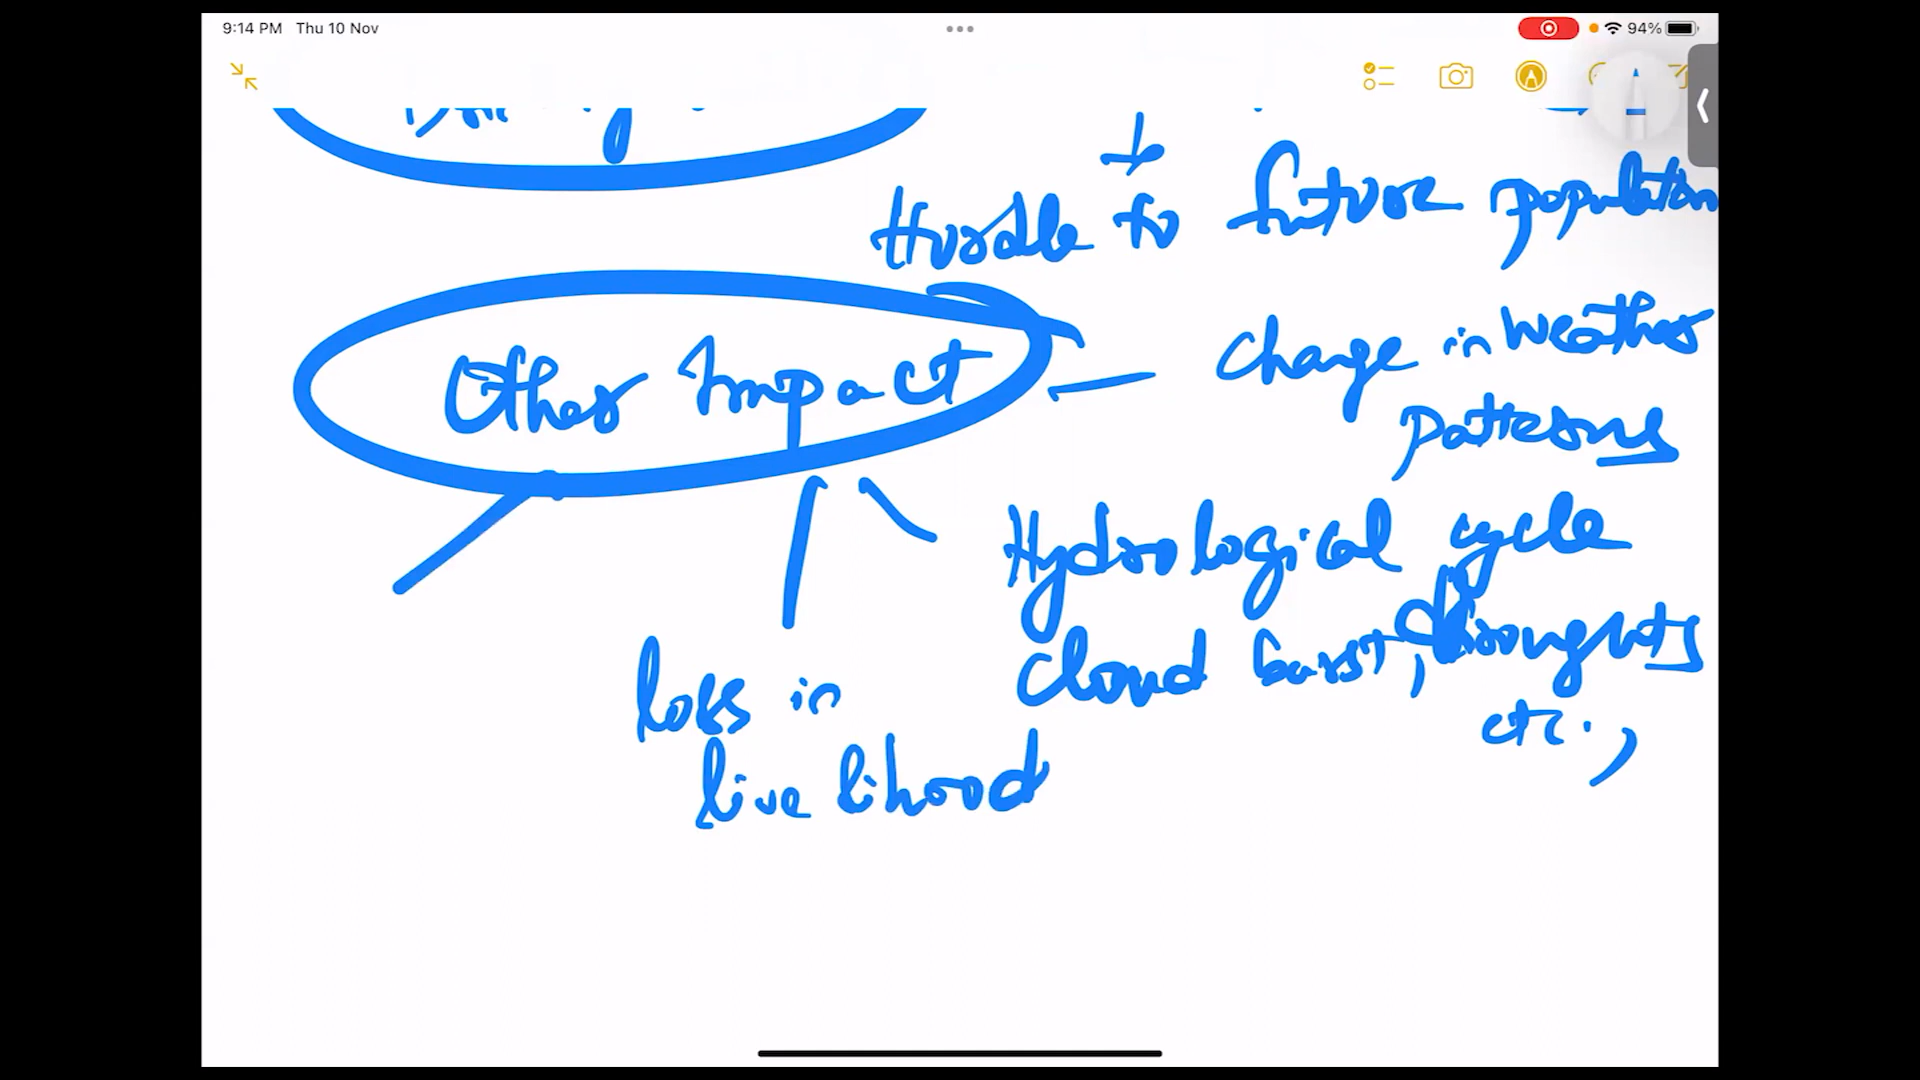 9:14 PM Thu 10 Nov
94%
Hurdle to future population
Other Impact
change in weather
patterns
Hydrological cycle
cloud burst, droughts
etc.,
loss in
livelihood